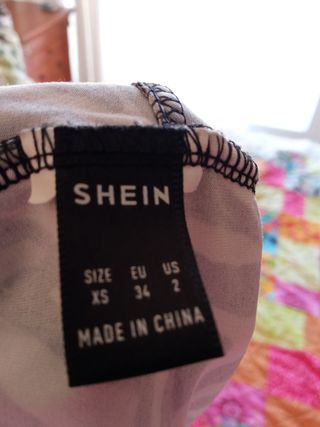 SHEIN
SIZE EU US
XS 34 2
MADE IN CHINA